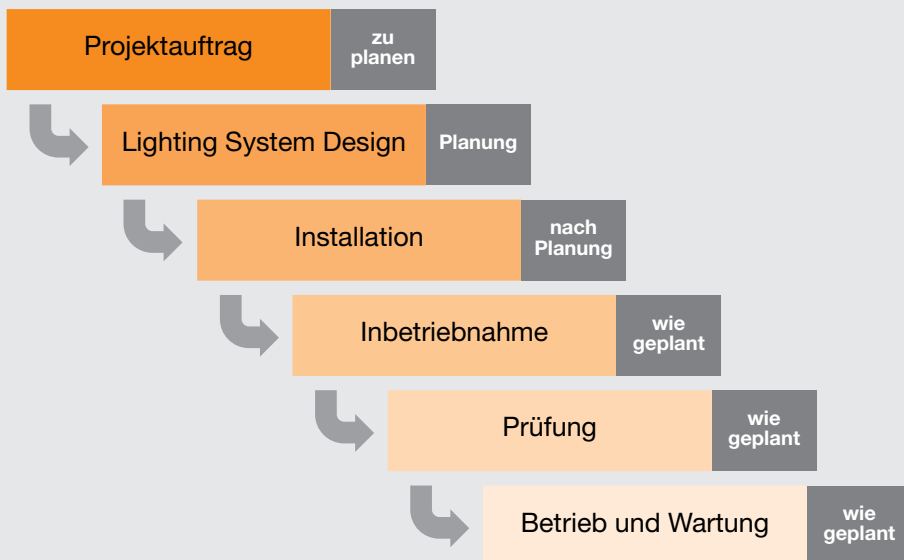 Projektauftrag
zu
planen
Lighting System Design
Planung
Installation
nach
Planung
Inbetriebnahme
wie
geplant
Prüfung
wie
geplant
Betrieb und Wartung
wie
geplant